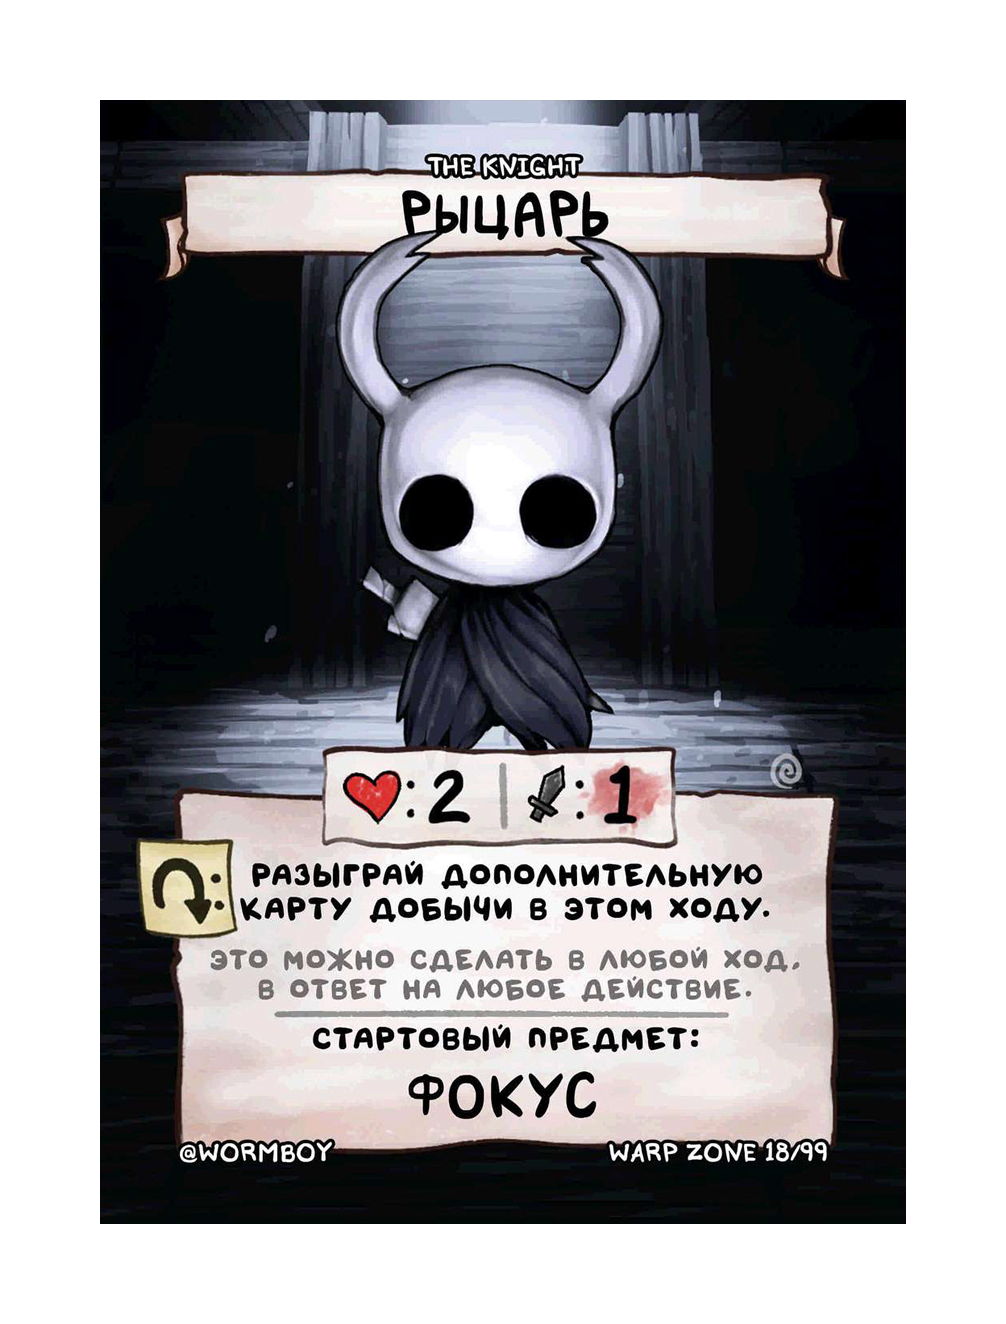 THE KNIGHT
РЫЦАРЬ
: 2 | : 1
РАЗЫГРАЙ ДОПОЛНИТЕЛЬНУЮ
КАРТУ ДОБЫЧИ В ЭТОМ ХОДУ.
ЭТО МОЖНО СДЕЛАТЬ В ЛЮБОЙ ХОД,
В ОТВЕТ НА ЛЮБОЕ ДЕЙСТВИЕ.
СТАРТОВЫЙ ПРЕДМЕТ:
ФОКУС
@WORMBOY
WARP ZONE 18/99